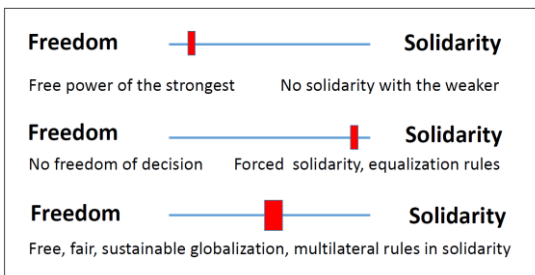 Freedom Solidarity
Free power of the strongest No solidarity with the weaker
Freedom Solidarity
No freedom of decision Forced solidarity, equalization rules
Freedom Solidarity
Free, fair, sustainable globalization, multilateral rules in solidarity